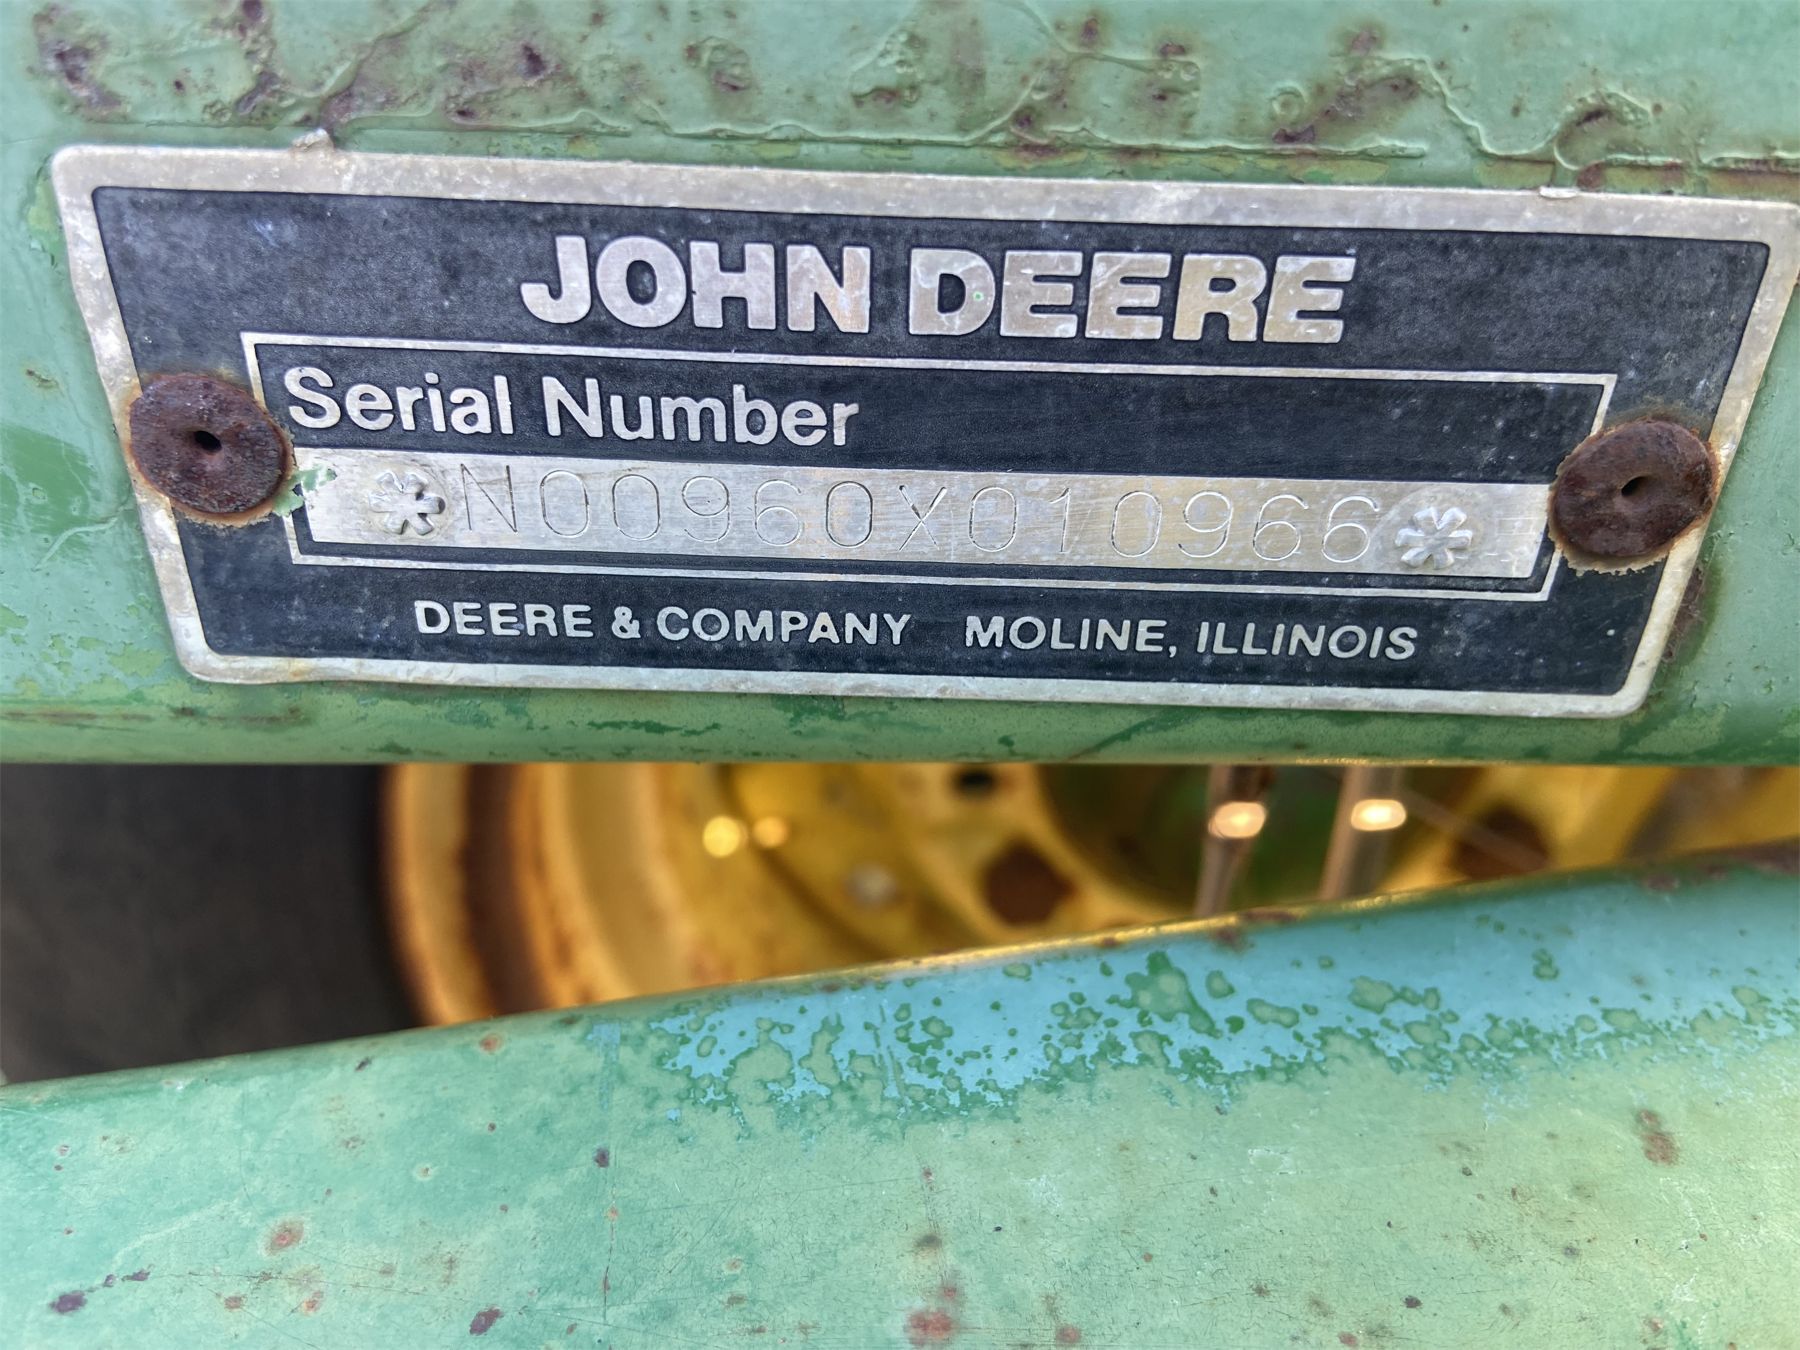 JOHN DEERE
Serial Number
*N00960X010966*
DEERE & COMPANY MOLINE, ILLINOIS